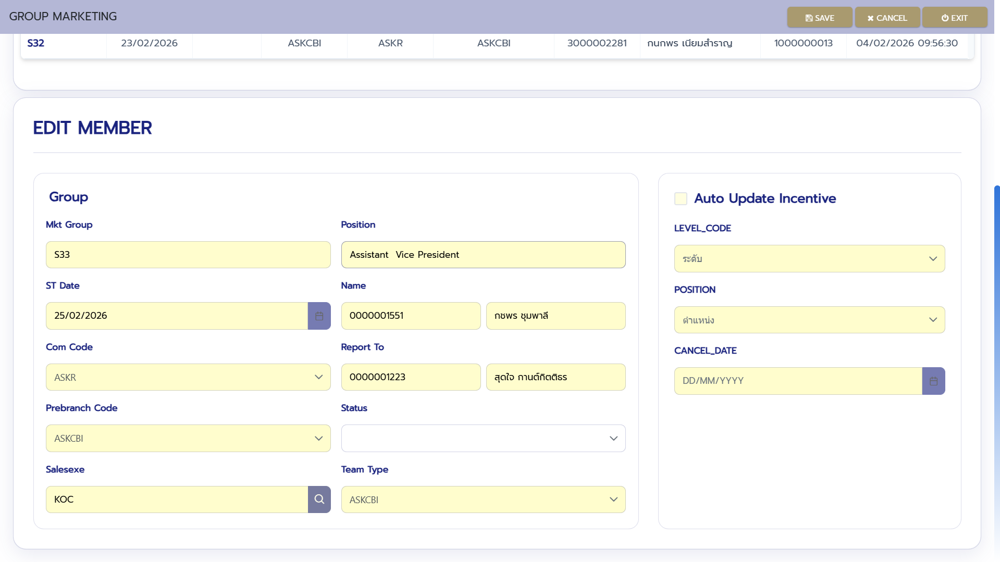 GROUP MARKETING
SAVE
CANCEL
EXIT
S32 23/02/2026 ASKCBI ASKR ASKCBI 3000002281 กนกพร เนียมสำราญ 1000000013 04/02/2026 09:56:30
EDIT MEMBER
Group
Mkt Group
S33
Position
Assistant  Vice President
ST Date
25/02/2026
Name
0000001551
กชพร ชุมพาลี
Com Code
ASKR
Report To
0000001223
สุดใจ กานต์กิตติธร
Prebranch Code
ASKCBI
Status
Salesexe
KOC
Team Type
ASKCBI
Auto Update Incentive
LEVEL_CODE
ระดับ
POSITION
ตำแหน่ง
CANCEL_DATE
DD/MM/YYYY